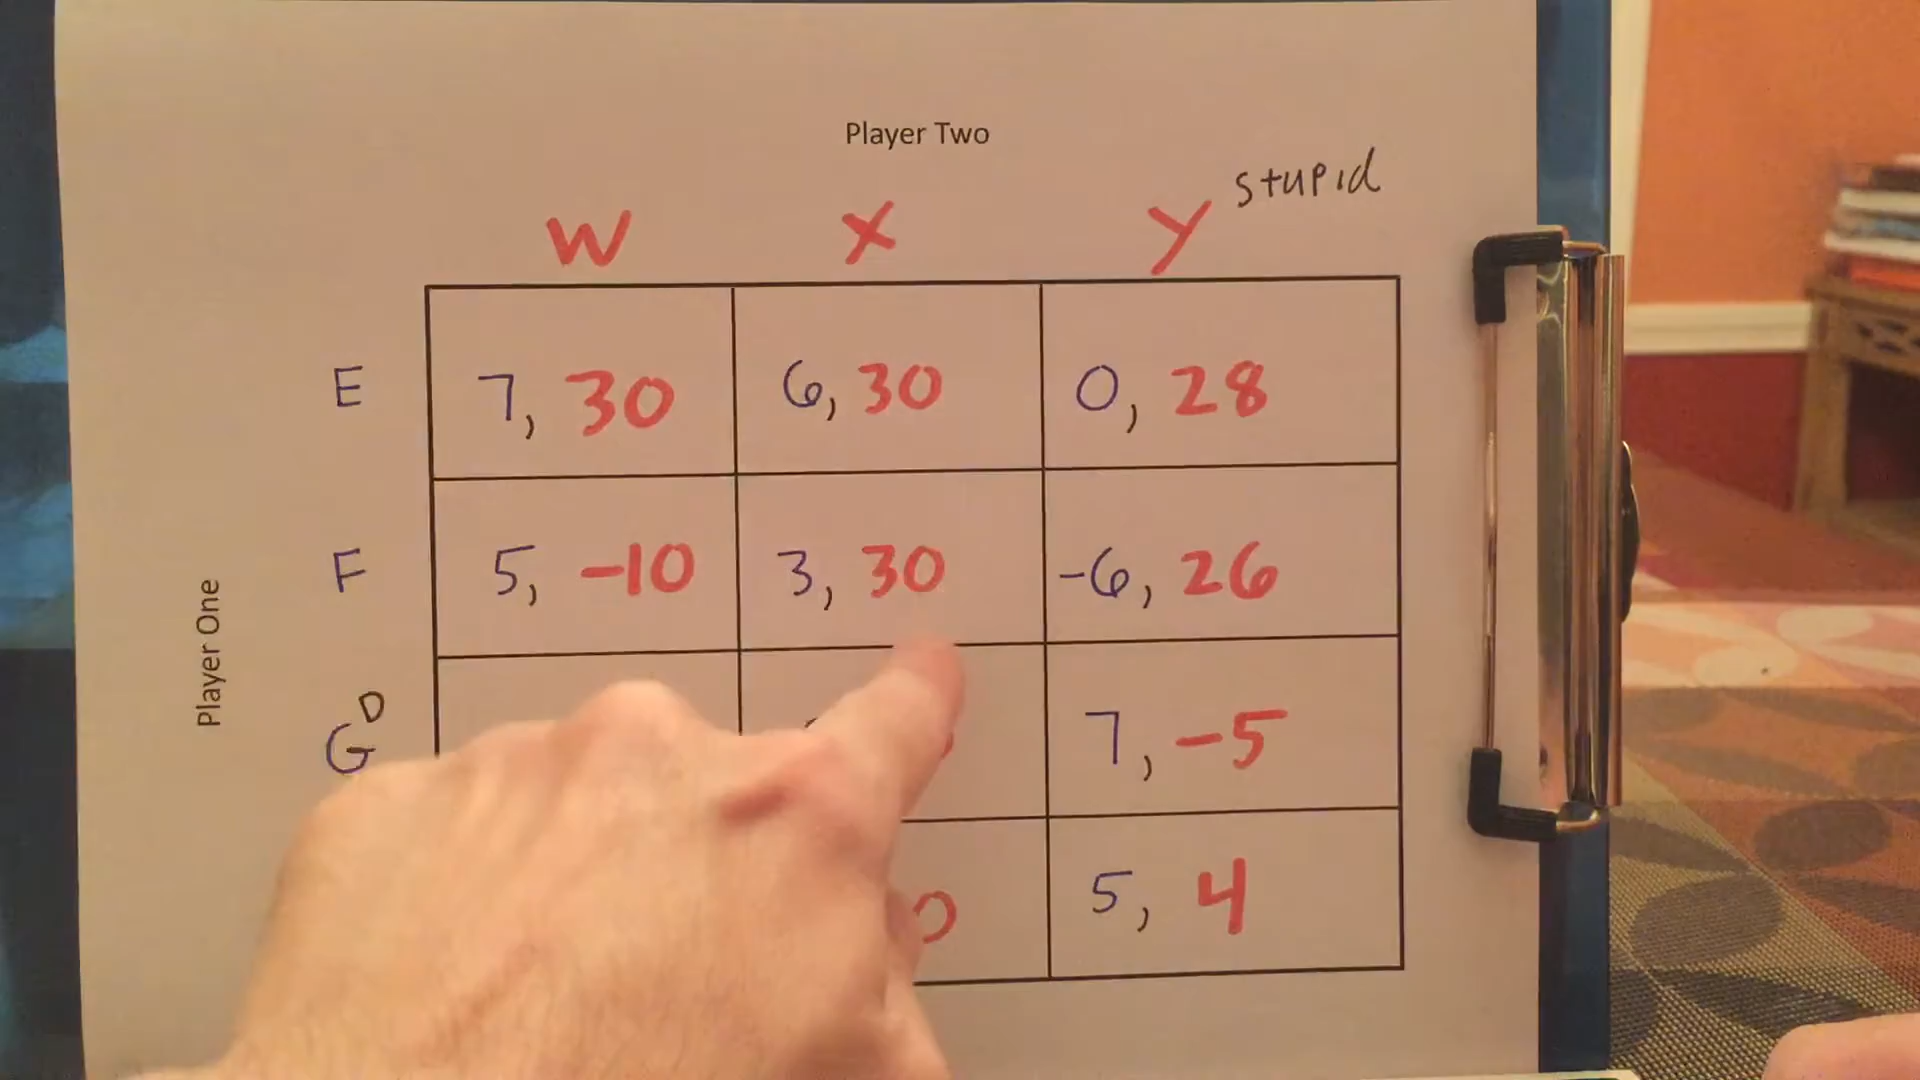 Player Two
stupid
W X Y
E 7, 30 6, 30 0, 28
F 5, -10 3, 30 -6, 26
Player One
G D 7, -5
0 5, 4